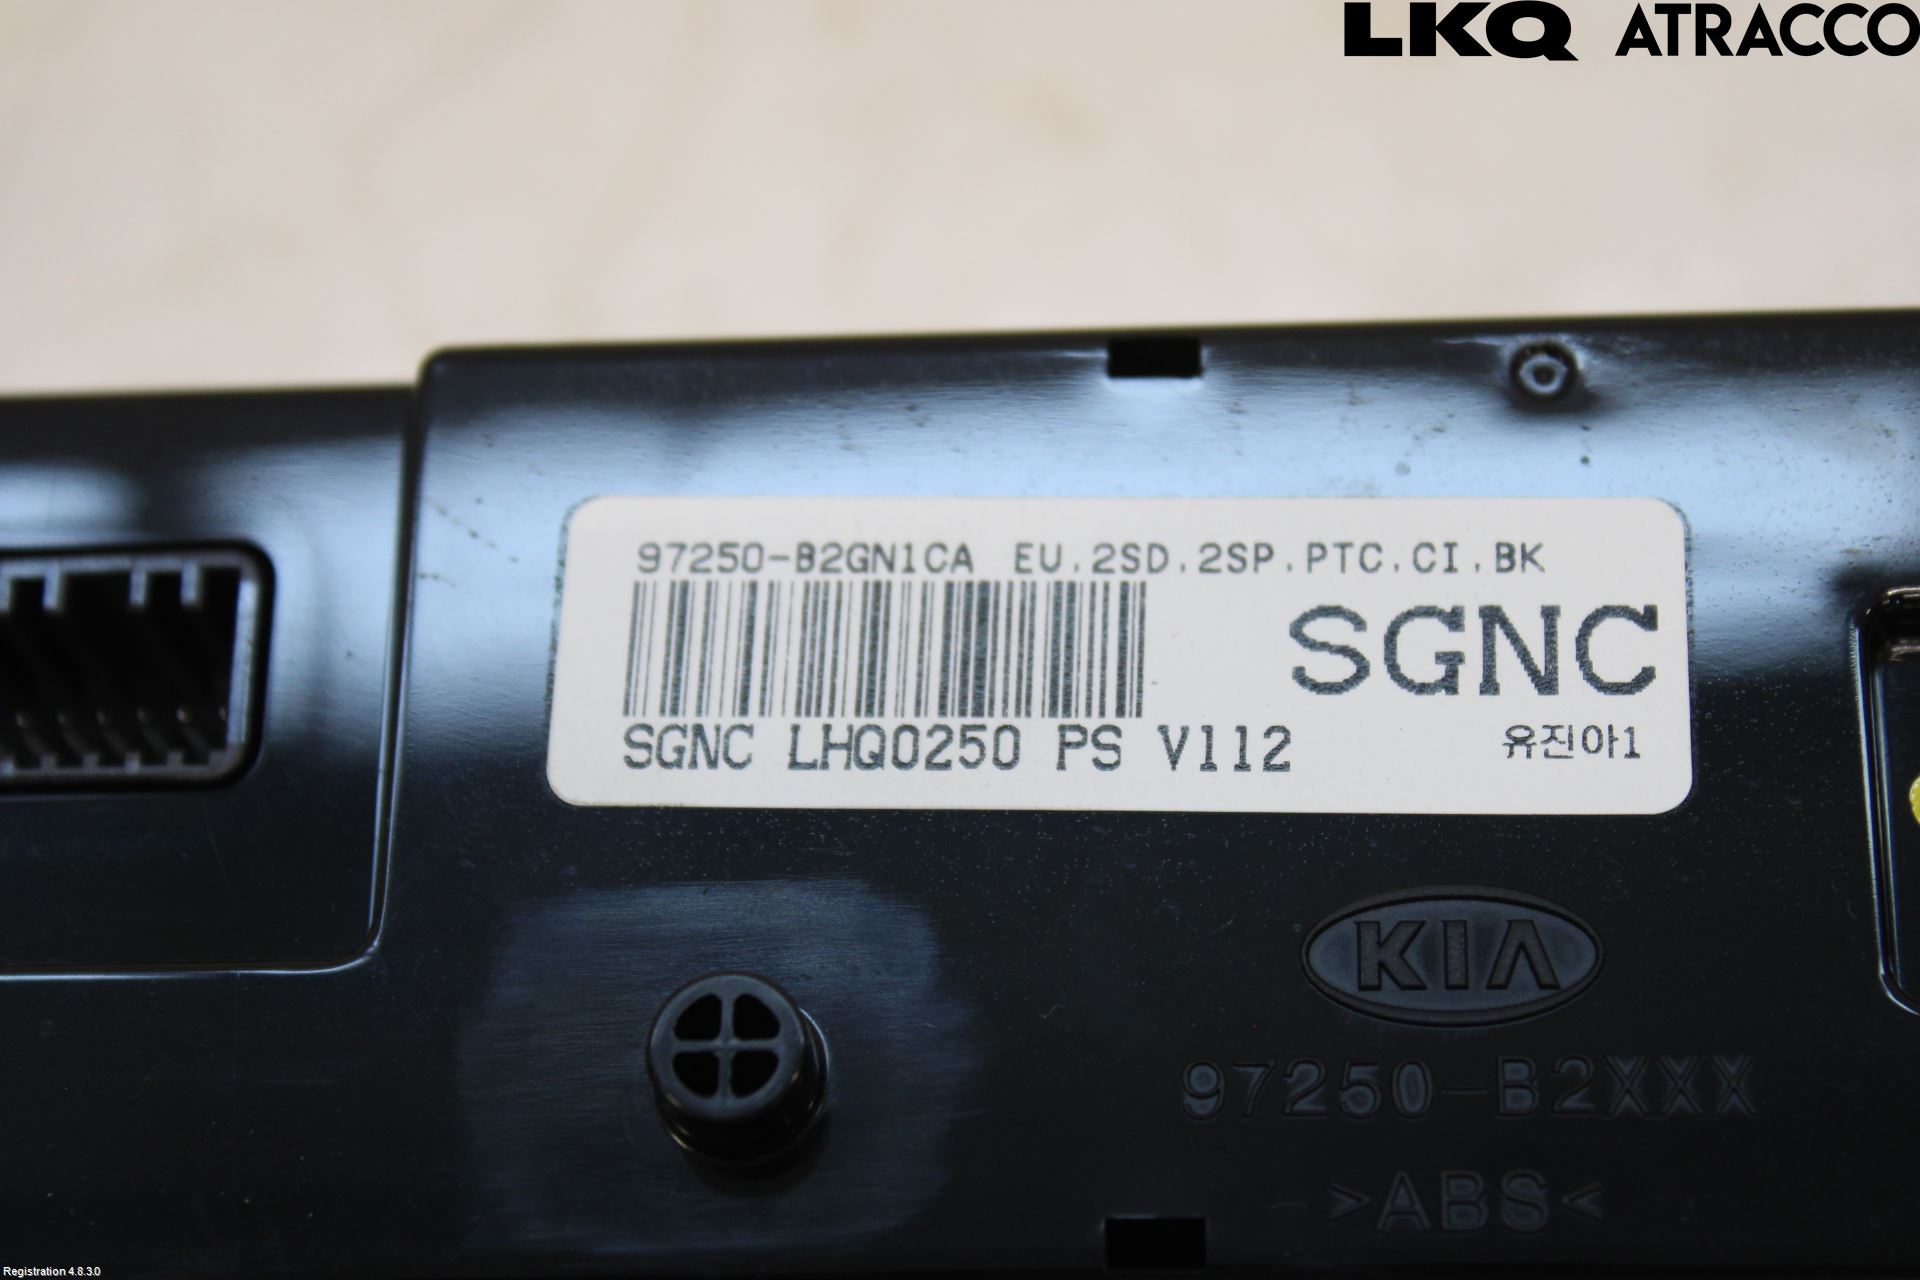 LKQ ATRACCO
97250-B2GN1CA EU.2SD.2SP.PTC.CI.BK
SGNC
SGNC LHQ0250 PS V112
유진아1
KIA
97250-B2XXX
>ABS<
Registration 4.8.3.0